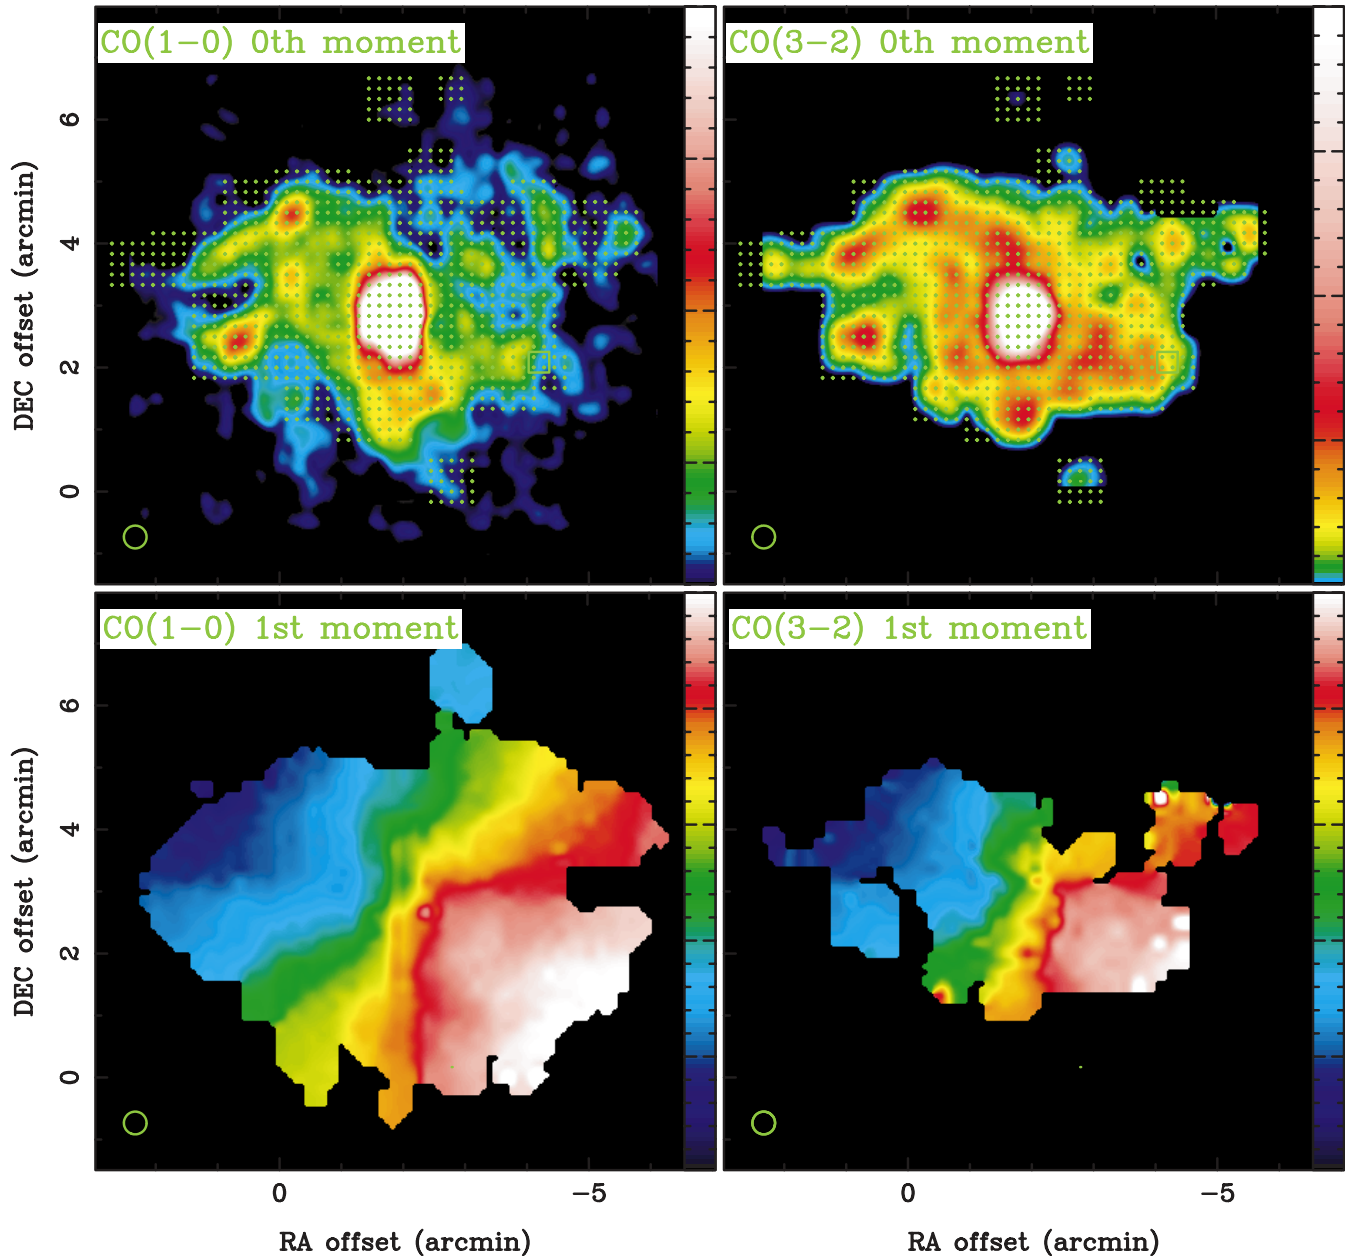 CO(1−0) 0th moment
CO(3−2) 0th moment
6
4
2
0
DEC offset (arcmin)
CO(1−0) 1st moment
CO(3−2) 1st moment
6
4
2
0
DEC offset (arcmin)
0 −5
0 −5
RA offset (arcmin)
RA offset (arcmin)